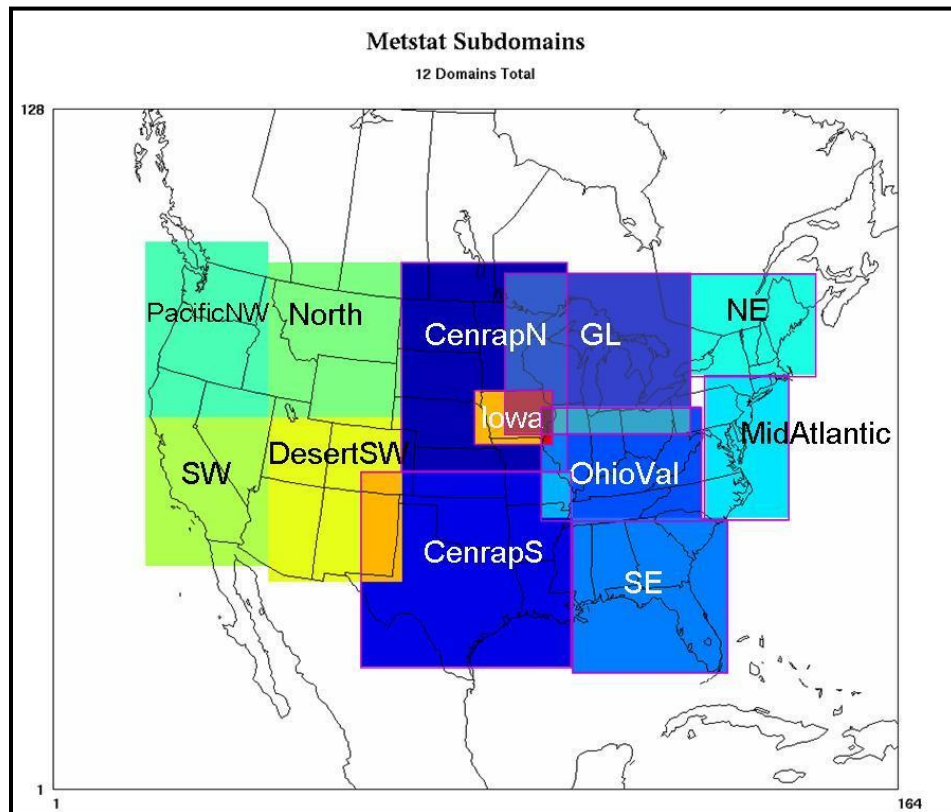 Metstat Subdomains
12 Domains Total
128
PacificNW
North
CenrapN
GL
NE
Iowa
SW
DesertSW
OhioVal
MidAtlantic
CenrapS
SE
1
1
164